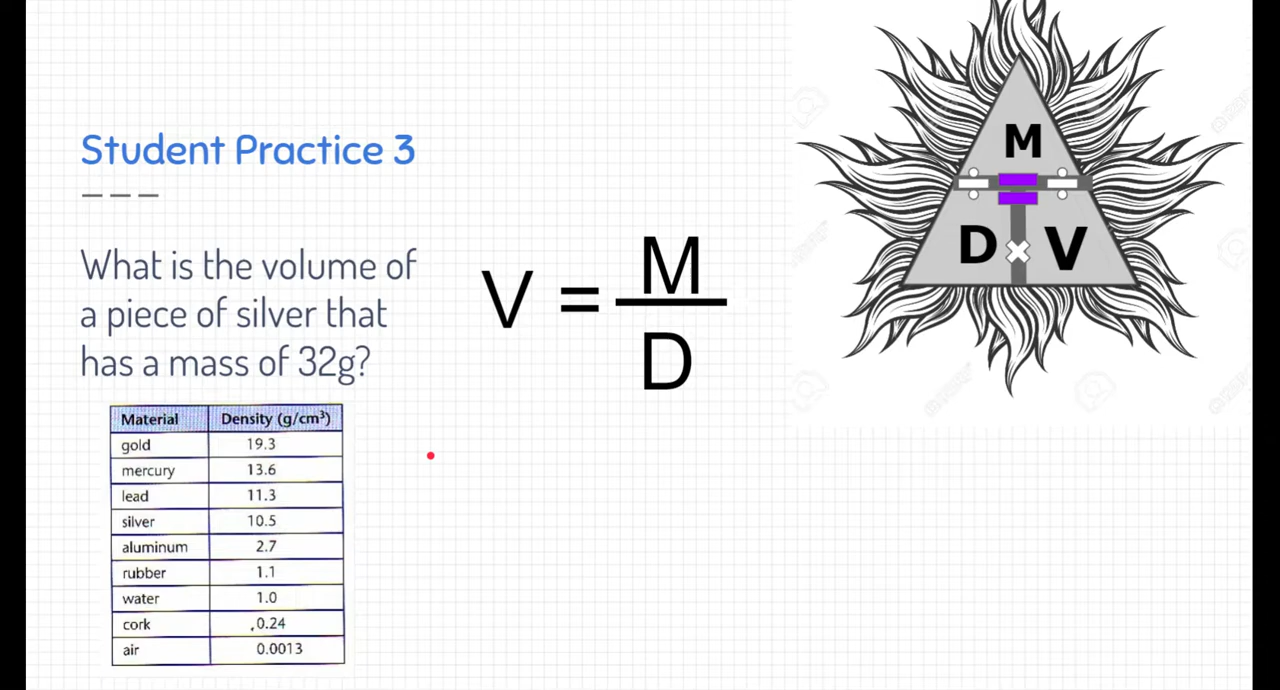 Student Practice 3
What is the volume of
a piece of silver that
has a mass of 32g?
V = M
D
M
D × V
Material Density (g/cm³)
gold 19.3
mercury 13.6
lead 11.3
silver 10.5
aluminum 2.7
rubber 1.1
water 1.0
cork .0.24
air 0.0013